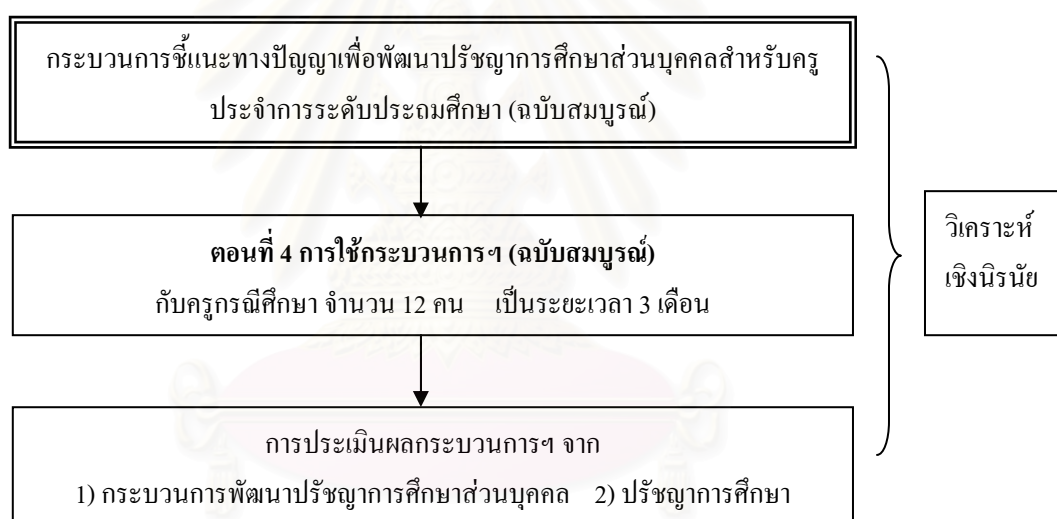 กระบวนการชี้แนะทางปัญญาเพื่อพัฒนาปรัชญาการศึกษาส่วนบุคคลสำหรับครู
ประจำการระดับประถมศึกษา (ฉบับสมบูรณ์)
ตอนที่ 4 การใช้กระบวนการฯ (ฉบับสมบูรณ์)
กับครูกรณีศึกษา จำนวน 12 คน เป็นระยะเวลา 3 เดือน
วิเคราะห์
เชิงนิรนัย
การประเมินผลกระบวนการฯ จาก
1) กระบวนการพัฒนาปรัชญาการศึกษาส่วนบุคคล 2) ปรัชญาการศึกษา